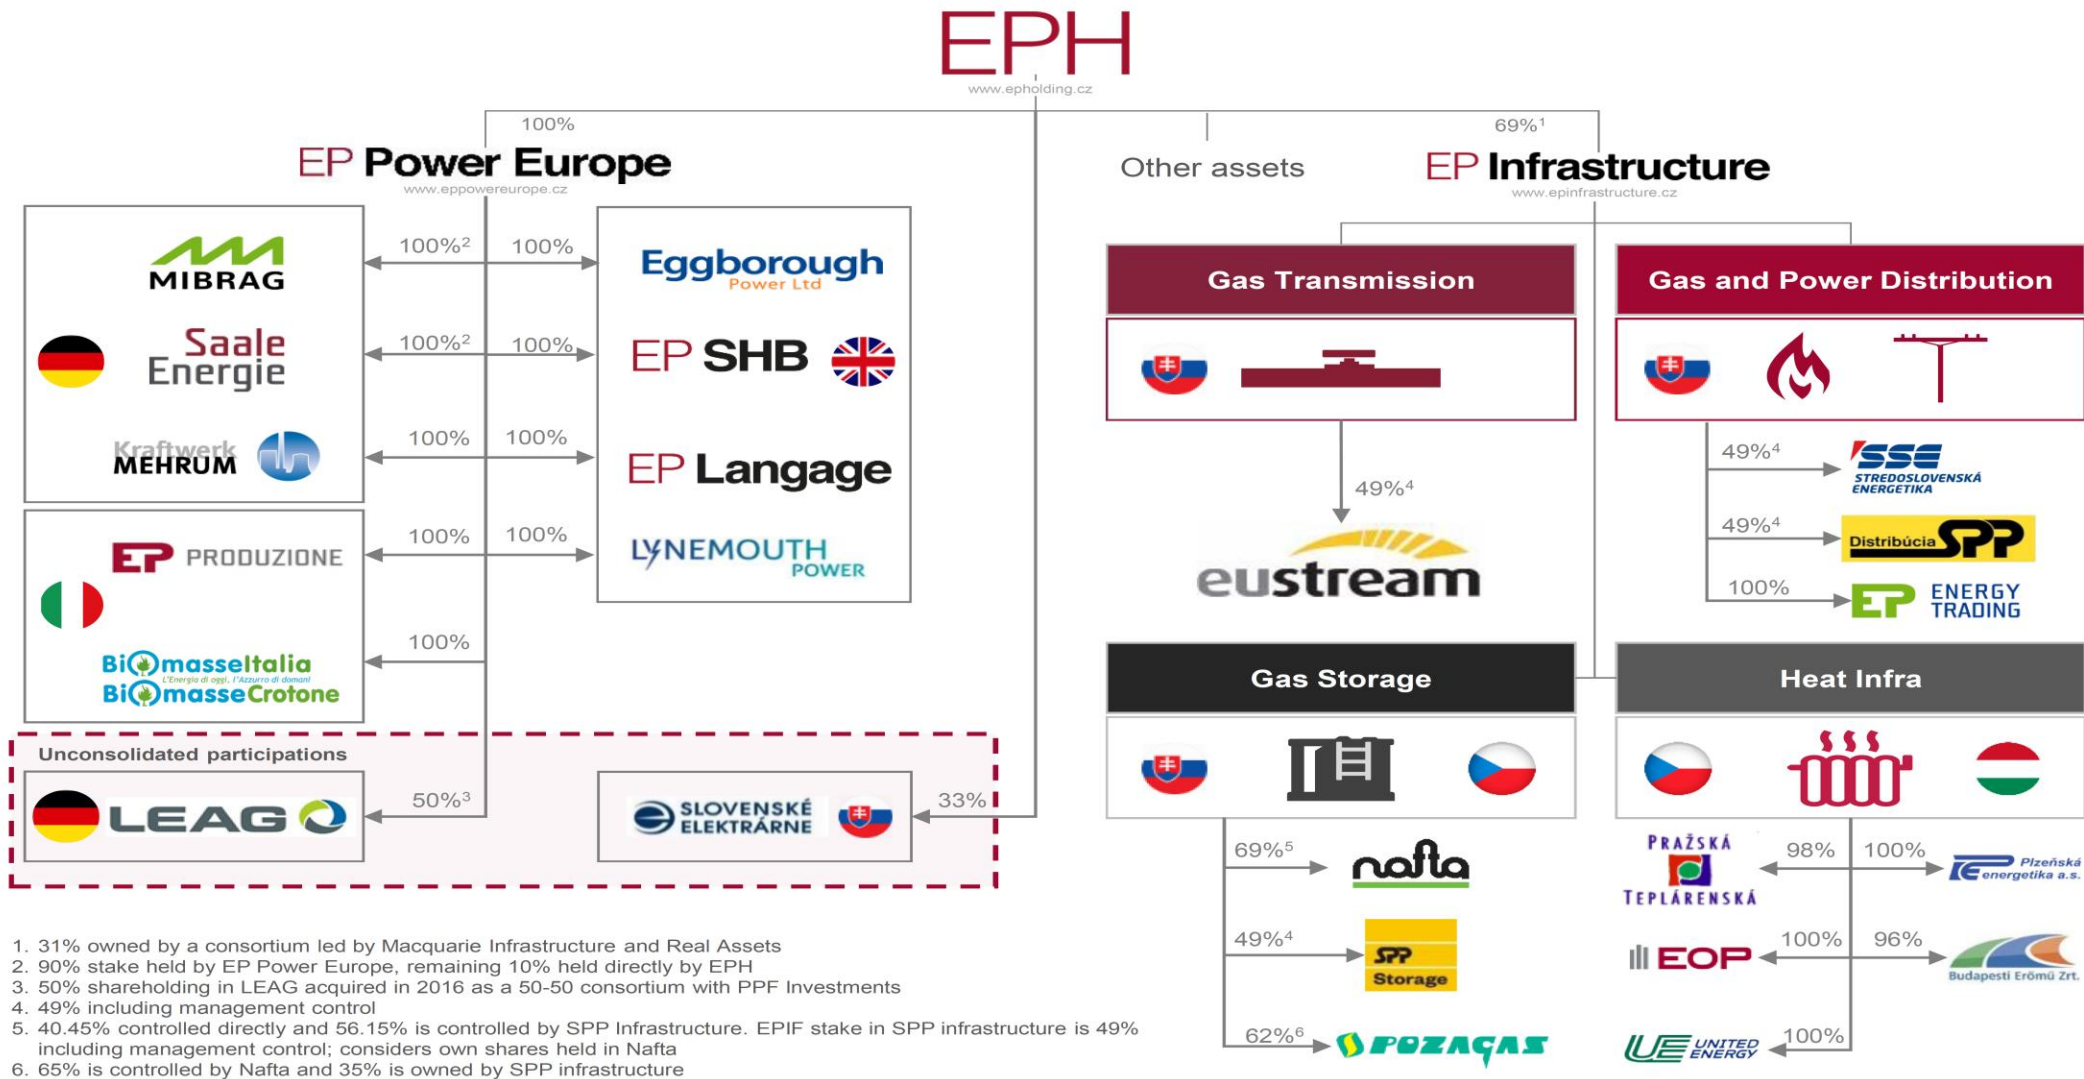 EPH
www.epholding.cz
100%
69%¹
EP Power Europe
www.eppowereurope.cz
Other assets
EP Infrastructure
www.epinfrastructure.cz
MIBRAG
100%²
100%
Eggborough
Power Ltd
Saale
Energie
100%²
100%
EP SHB
Kraftwerk
MEHRUM
100%
100%
EP Langage
EP PRODUZIONE
100%
100%
LYNEMOUTH
POWER
BiomasseItalia
L'Energia di oggi, l'Azzurro di domani
BiomasseCrotone
100%
Unconsolidated participations
LEAG
50%³
SLOVENSKÉ
ELEKTRÁRNE
33%
Gas Transmission
49%⁴
eustream
Gas and Power Distribution
49%⁴
SSE
STREDOSLOVENSKÁ
ENERGETIKA
49%⁴
Distribúcia SPP
100%
EP ENERGY
TRADING
Gas Storage
69%⁵
nafta
49%⁴
SPP
Storage
62%⁶
POZAGAS
Heat Infra
PRAŽSKÁ
TEPLÁRENSKÁ
98%
100%
PE Plzeňská
energetika a.s.
EOP
100%
96%
Budapesti Erőmű Zrt.
UE UNITED
ENERGY
100%
1. 31% owned by a consortium led by Macquarie Infrastructure and Real Assets
2. 90% stake held by EP Power Europe, remaining 10% held directly by EPH
3. 50% shareholding in LEAG acquired in 2016 as a 50-50 consortium with PPF Investments
4. 49% including management control
5. 40.45% controlled directly and 56.15% is controlled by SPP Infrastructure. EPIF stake in SPP infrastructure is 49%
including management control; considers own shares held in Nafta
6. 65% is controlled by Nafta and 35% is owned by SPP infrastructure